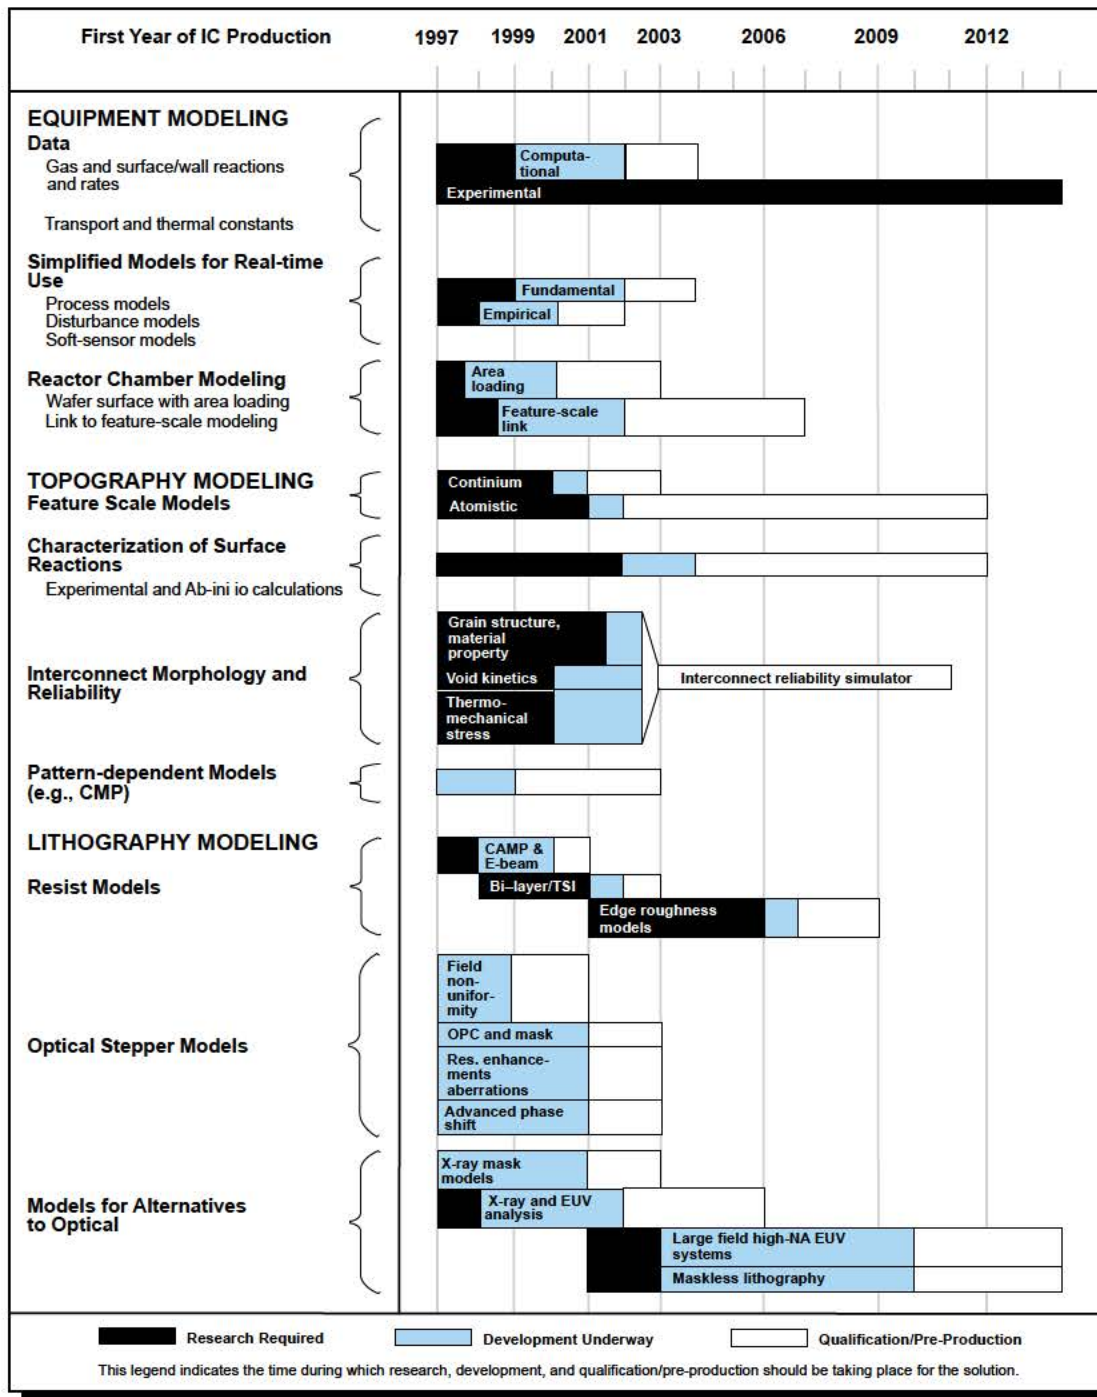 First Year of IC Production 1997 1999 2001 2003 2006 2009 2012
EQUIPMENT MODELING
Data
Gas and surface/wall reactions
and rates
Transport and thermal constants
Computa-
tional
Experimental
Simplified Models for Real-time
Use
Process models
Disturbance models
Soft-sensor models
Fundamental
Empirical
Reactor Chamber Modeling
Wafer surface with area loading
Link to feature-scale modeling
Area
loading
Feature-scale
link
TOPOGRAPHY MODELING
Feature Scale Models
Continium
Atomistic
Characterization of Surface
Reactions
Experimental and Ab-ini io calculations
Interconnect Morphology and
Reliability
Grain structure,
material
property
Void kinetics
Thermo-
mechanical
stress
Interconnect reliability simulator
Pattern-dependent Models
(e.g., CMP)
LITHOGRAPHY MODELING
Resist Models
CAMP &
E-beam
Bi–layer/TSI
Edge roughness
models
Optical Stepper Models
Field
non-
unifor-
mity
OPC and mask
Res. enhance-
ments
aberrations
Advanced phase
shift
Models for Alternatives
to Optical
X-ray mask
models
X-ray and EUV
analysis
Large field high-NA EUV
systems
Maskless lithography
Research Required Development Underway Qualification/Pre-Production
This legend indicates the time during which research, development, and qualification/pre-production should be taking place for the solution.